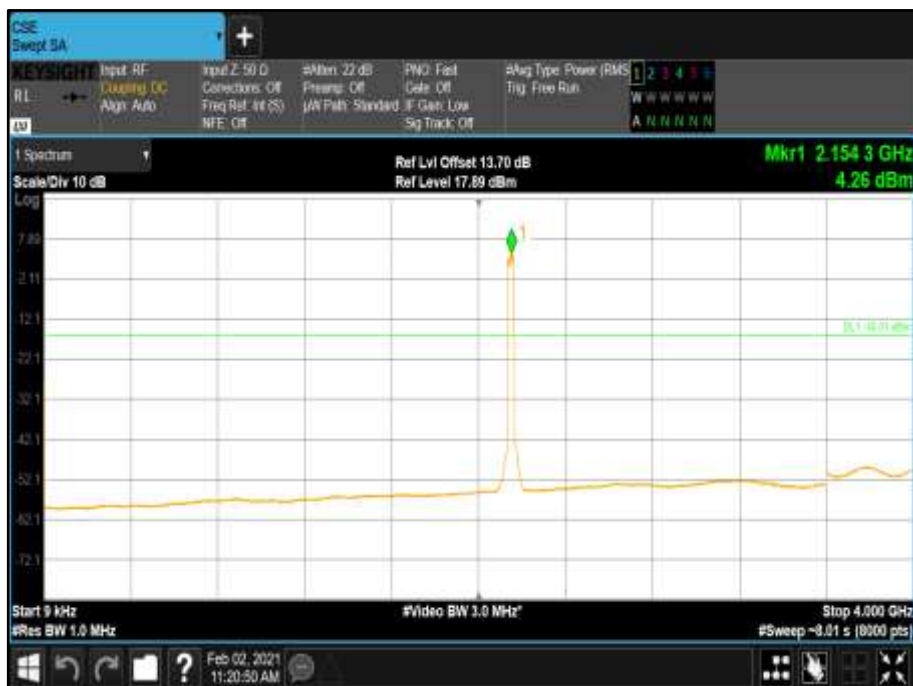 CSE
Swept SA
KEYSIGHT
RL
Input: RF
Coupling: DC
Align: Auto
Input Z: 50 Ω
Corrections: Off
Freq Ref: Int (S)
NFE: Off
#Atten: 22 dB
Preamp: Off
µW Path: Standard
PNO: Fast
Gate: Off
IF Gain: Low
Sig Track: Off
#Avg Type: Power (RMS
Trig: Free Run
1 2 3 4 5 6
W W W W W W
A N N N N N
1 Spectrum
Scale/Div 10 dB
Ref Lvl Offset 13.70 dB
Ref Level 17.89 dBm
Mkr1 2.154 3 GHz
4.26 dBm
Log
1
7.89
-2.11
-12.1
-22.1
-32.1
-42.1
-52.1
-62.1
-72.1
Start 9 kHz
#Video BW 3.0 MHz*
Stop 4.000 GHz
#Res BW 1.0 MHz
#Sweep ~8.01 s (8000 pts)
?
Feb 02, 2021
11:20:50 AM